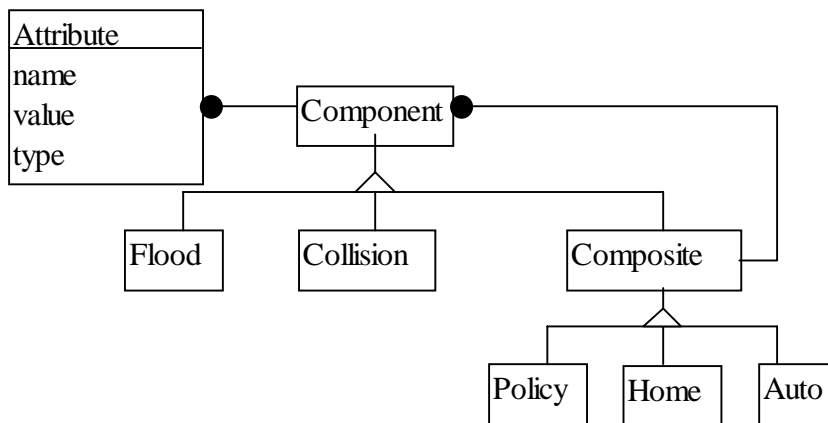 Attribute
name
value
type
Component
Flood
Collision
Composite
Policy
Home
Auto